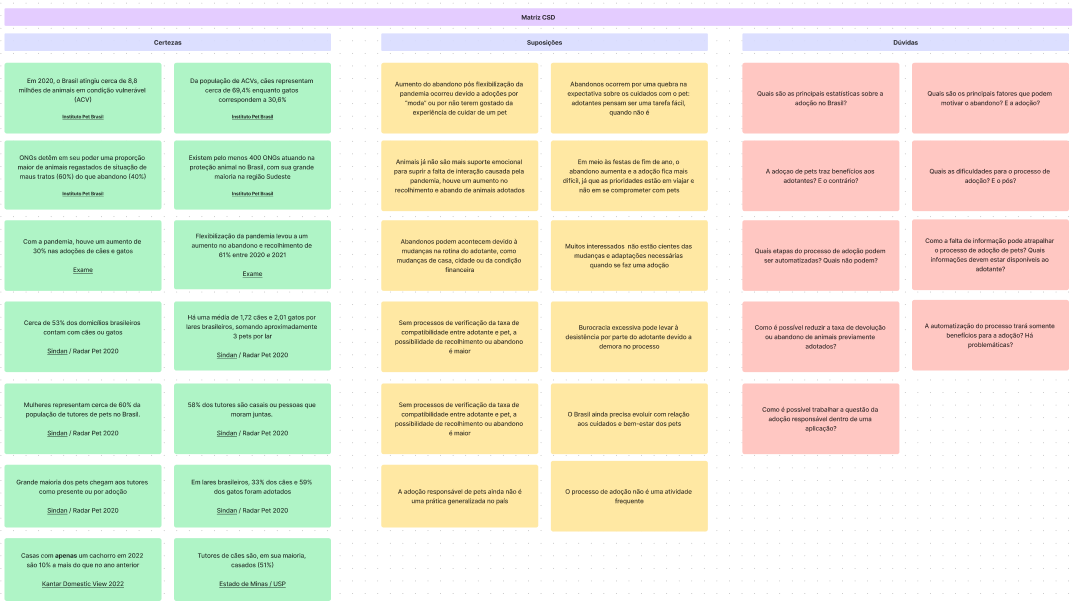 Matriz CSD
Certezas
Em 2020, o Brasil atingiu cerca de 8,8
milhões de animais em condição vulnerável
(ACV)
Instituto Pet Brasil
Da população de ACVs, cães representam
cerca de 69,4% enquanto gatos
correspondem a 30,6%
Instituto Pet Brasil
ONGs detêm em seu poder uma proporção
maior de animais regastados de situação de
maus tratos (60%) do que abandono (40%)
Instituto Pet Brasil
Existem pelo menos 400 ONGs atuando na
proteção animal no Brasil, com sua grande
maioria na região Sudeste
Instituto Pet Brasil
Com a pandemia, houve um aumento de
30% nas adoções de cães e gatos
Exame
Flexibilização da pandemia levou a um
aumento no abandono e recolhimento de
61% entre 2020 e 2021
Exame
Cerca de 53% dos domicílios brasileiros
contam com cães ou gatos
Sindan / Radar Pet 2020
Há uma média de 1,72 cães e 2,01 gatos por
lares brasileiros, somando aproximadamente
3 pets por lar
Sindan / Radar Pet 2020
Mulheres representam cerca de 60% da
população de tutores de pets no Brasil.
Sindan / Radar Pet 2020
58% dos tutores são casais ou pessoas que
moram juntas.
Sindan / Radar Pet 2020
Grande maioria dos pets chegam aos tutores
como presente ou por adoção
Sindan / Radar Pet 2020
Em lares brasileiros, 33% dos cães e 59%
dos gatos foram adotados
Sindan / Radar Pet 2020
Casas com apenas um cachorro em 2022
são 10% a mais do que no ano anterior
Kantar Domestic View 2022
Tutores de cães são, em sua maioria,
casados (51%)
Estado de Minas / USP
Suposições
Aumento do abandono pós flexibilização da
pandemia ocorreu devido a adoções por
"moda" ou por não terem gostado da
experiência de cuidar de um pet
Abandonos ocorrem por uma quebra na
expectativa sobre os cuidados com o pet:
adotantes pensam ser uma tarefa fácil,
quando não é
Animais já não são mais suporte emocional
para suprir a falta de interação causada pela
pandemia, houve um aumento no
recolhimento e abando de animais adotados
Em meio às festas de fim de ano, o
abandono aumenta e a adoção fica mais
difícil, já que as prioridades estão em viajar e
não em se comprometer com pets
Abandonos podem acontecem devido à
mudanças na rotina do adotante, como
mudanças de casa, cidade ou da condição
financeira
Muitos interessados não estão cientes das
mudanças e adaptações necessárias
quando se faz uma adoção
Sem processos de verificação da taxa de
compatibilidade entre adotante e pet, a
possibilidade de recolhimento ou abandono
é maior
Burocracia excessiva pode levar à
desistência por parte do adotante devido a
demora no processo
Sem processos de verificação da taxa de
compatibilidade entre adotante e pet, a
possibilidade de recolhimento ou abandono
é maior
O Brasil ainda precisa evoluir com relação
aos cuidados e bem-estar dos pets
A adoção responsável de pets ainda não é
uma prática generalizada no país
O processo de adoção não é uma atividade
frequente
Dúvidas
Quais são as principais estatísticas sobre a
adoção no Brasil?
Quais são os principais fatores que podem
motivar o abandono? E a adoção?
A adoçao de pets traz benefícios aos
adotantes? E o contrário?
Quais as dificuldades para o processo de
adoção? E o pós?
Quais etapas do processo de adoção podem
ser automatizadas? Quais não podem?
Como a falta de informação pode atrapalhar
o processo de adoção de pets? Quais
informações devem estar disponíveis ao
adotante?
Como é possível reduzir a taxa de devolução
ou abandono de animais previamente
adotados?
A automatização do processo trará somente
benefícios para a adoção? Há
problemáticas?
Como é possível trabalhar a questão da
adoção responsável dentro de uma
aplicação?